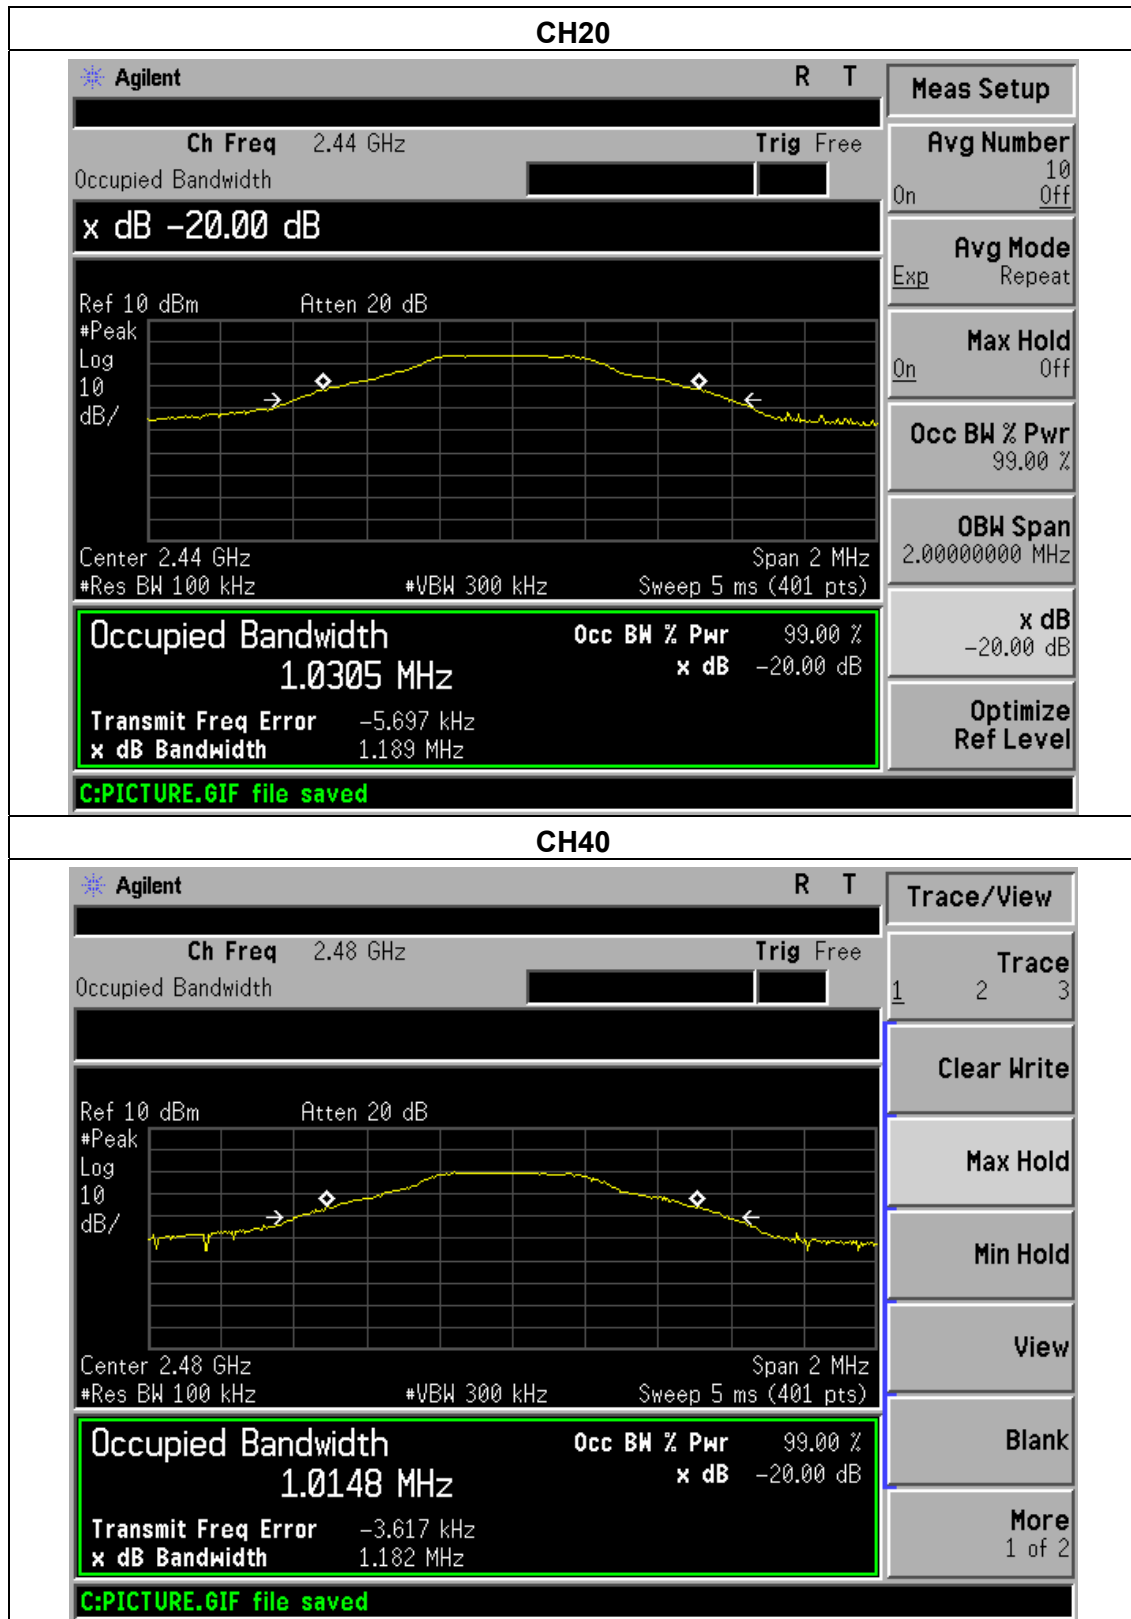 CH20
Agilent R T
Meas Setup
Ch Freq 2.44 GHz Trig Free
Occupied Bandwidth
Avg Number
10
On Off
x dB -20.00 dB
Avg Mode
Exp Repeat
Ref 10 dBm Atten 20 dB
#Peak
Log
10
dB/
Max Hold
On Off
Occ BW % Pwr
99.00 %
OBW Span
2.00000000 MHz
Center 2.44 GHz Span 2 MHz
#Res BW 100 kHz #VBW 300 kHz Sweep 5 ms (401 pts)
x dB
-20.00 dB
Occupied Bandwidth Occ BW % Pwr 99.00 %
1.0305 MHz x dB -20.00 dB
Transmit Freq Error -5.697 kHz
x dB Bandwidth 1.189 MHz
Optimize
Ref Level
C:PICTURE.GIF file saved
CH40
Agilent R T
Trace/View
Ch Freq 2.48 GHz Trig Free
Occupied Bandwidth
Trace
1 2 3
Clear Write
Ref 10 dBm Atten 20 dB
#Peak
Log
10
dB/
Max Hold
Min Hold
View
Center 2.48 GHz Span 2 MHz
#Res BW 100 kHz #VBW 300 kHz Sweep 5 ms (401 pts)
Blank
Occupied Bandwidth Occ BW % Pwr 99.00 %
1.0148 MHz x dB -20.00 dB
Transmit Freq Error -3.617 kHz
x dB Bandwidth 1.182 MHz
More
1 of 2
C:PICTURE.GIF file saved